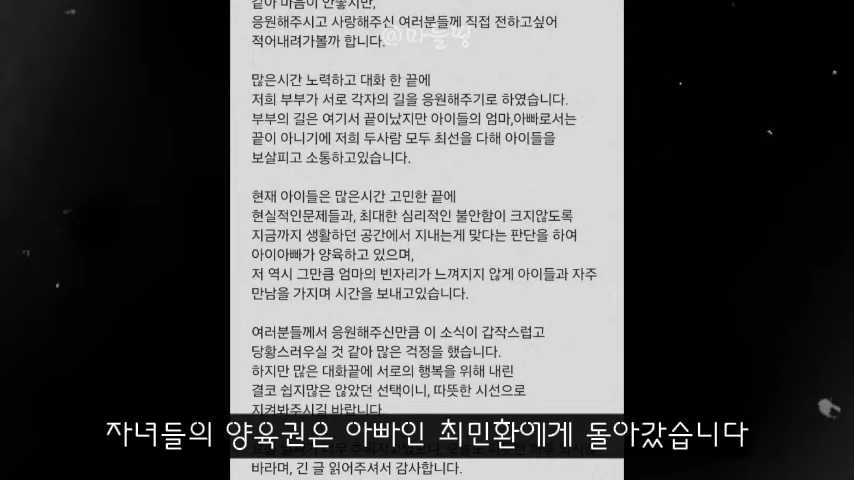 같아 마음이 안좋지만,
응원해주시고 사랑해주신 여러분들께 직접 전하고싶어
적어내려가볼까 합니다.
@마늘띵
많은시간 노력하고 대화 한 끝에
저희 부부가 서로 각자의 길을 응원해주기로 하였습니다.
부부의 길은 여기서 끝이났지만 아이들의 엄마,아빠로서는
끝이 아니기에 저희 두사람 모두 최선을 다해 아이들을
보살피고 소통하고있습니다.
현재 아이들은 많은시간 고민한 끝에
현실적인문제들과, 최대한 심리적인 불안함이 크지않도록
지금까지 생활하던 공간에서 지내는게 맞다는 판단을 하여
아이아빠가 양육하고 있으며,
저 역시 그만큼 엄마의 빈자리가 느껴지지 않게 아이들과 자주
만남을 가지며 시간을 보내고있습니다.
여러분들께서 응원해주신만큼 이 소식이 갑작스럽고
당황스러우실 것 같아 많은 걱정을 했습니다.
하지만 많은 대화끝에 서로의 행복을 위해 내린
결코 쉽지많은 않았던 선택이니, 따뜻한 시선으로
지켜봐주시길 바랍니다.
자녀들의 양육권은 아빠인 최민환에게 돌아갔습니다
바라며, 긴 글 읽어주셔서 감사합니다.